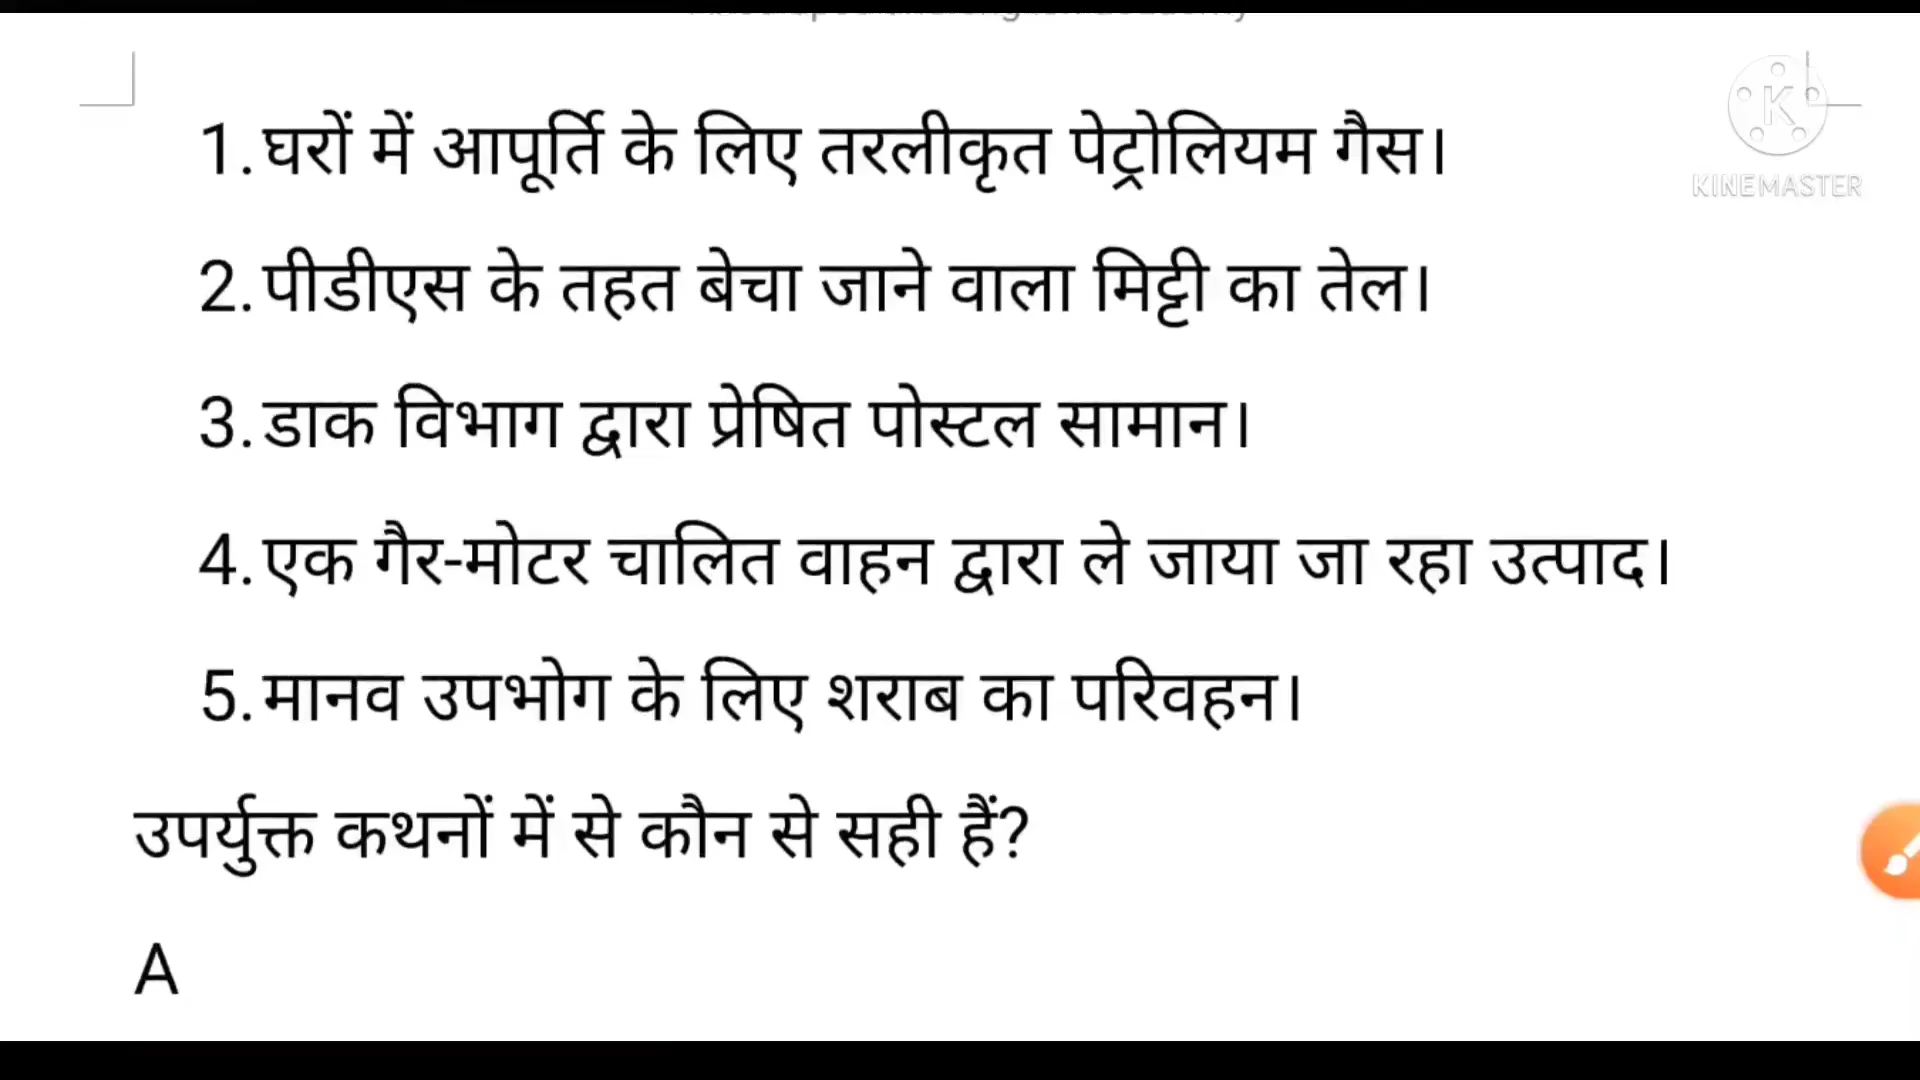 1. घरों में आपूर्ति के लिए तरलीकृत पेट्रोलियम गैस।
KINEMASTER
2. पीडीएस के तहत बेचा जाने वाला मिट्टी का तेल।
3. डाक विभाग द्वारा प्रेषित पोस्टल सामान।
4. एक गैर-मोटर चालित वाहन द्वारा ले जाया जा रहा उत्पाद।
5. मानव उपभोग के लिए शराब का परिवहन।
उपर्युक्त कथनों में से कौन से सही हैं?
A